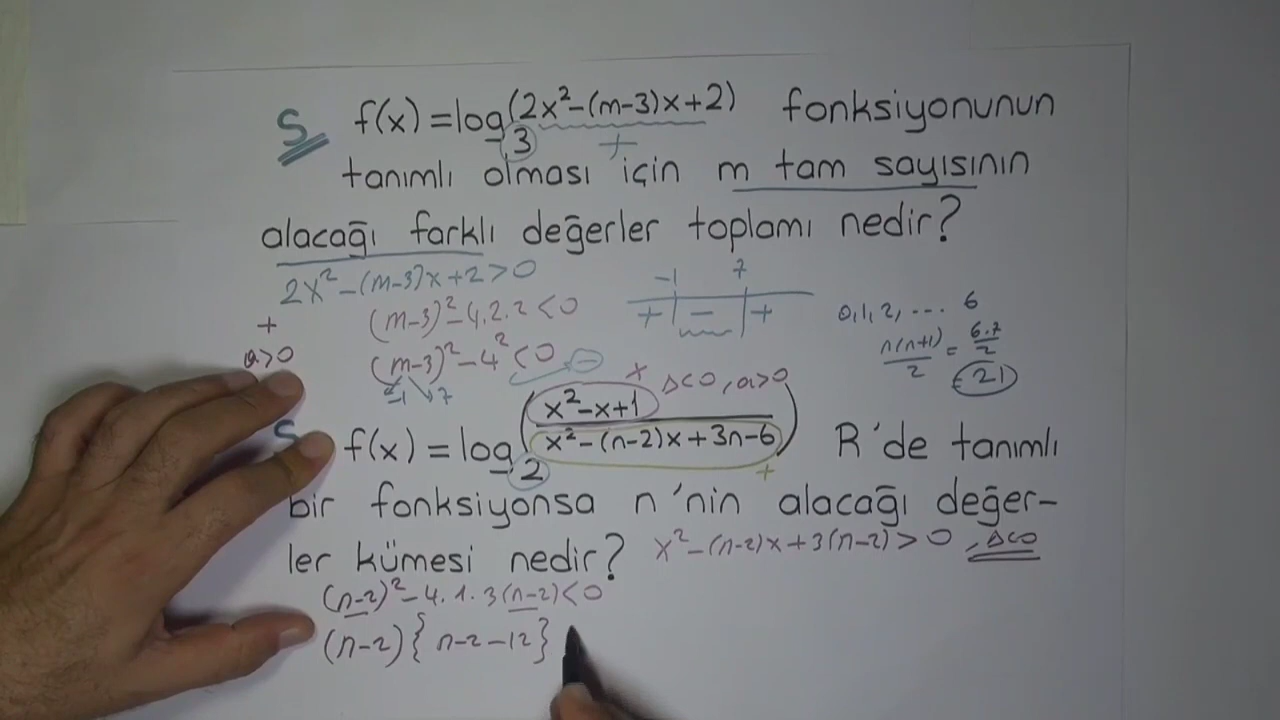 S f(x) = log₃(2x²-(m-3)x+2) fonksiyonunun
+
tanımlı olması için m tam sayısının
alacağı farklı değerler toplamı nedir?
2x²-(m-3)x+2>0
+
a>0
(m-3)²-4.2.2<0
(m-3)²-4²<0
-1 7
-1 7
+ - +
-
0,1,2, ... 6
n(n+1)/2 = 6.7/2
= 21
+ Δ<0, a>0
S f(x) = log₂((x²-x+1)/(x²-(n-2)x+3n-6)) R'de tanımlı
+
bir fonksiyonsa n'nin alacağı değer-
ler kümesi nedir? x²-(n-2)x+3(n-2)>0, Δ<0
(n-2)²-4.1.3(n-2)<0
(n-2){n-2-12}